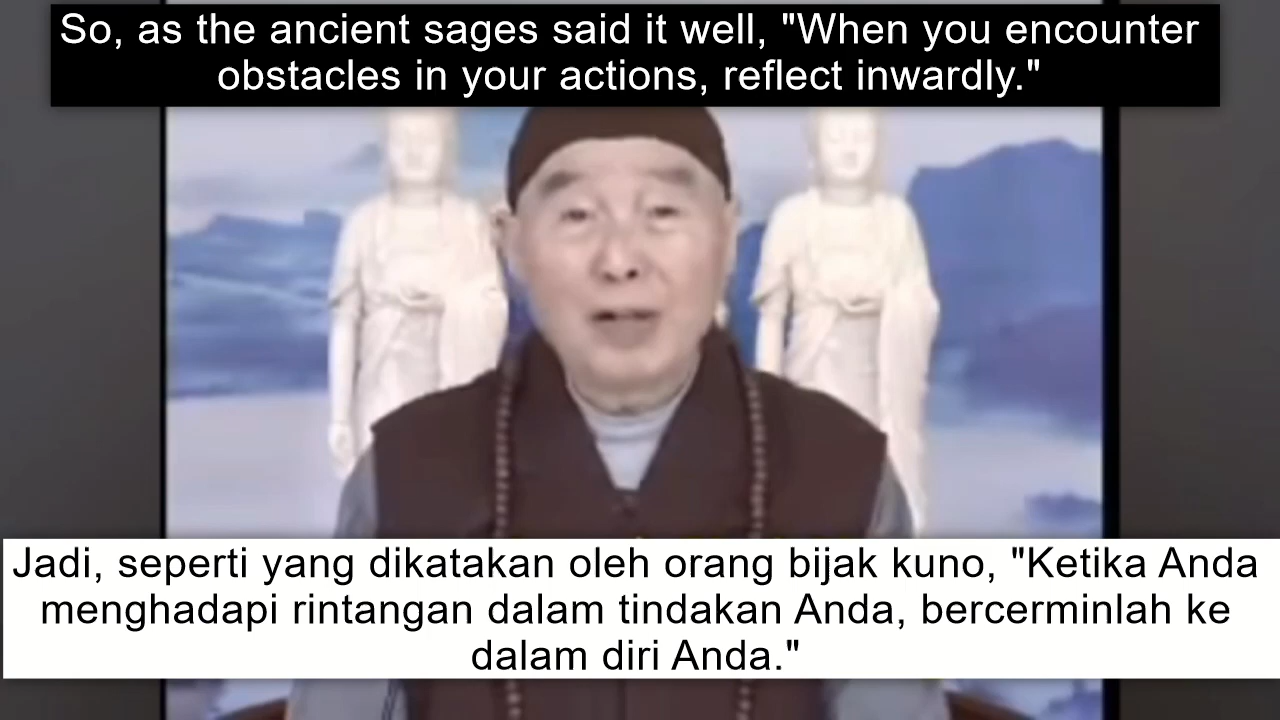 So, as the ancient sages said it well, "When you encounter
obstacles in your actions, reflect inwardly."
Jadi, seperti yang dikatakan oleh orang bijak kuno, "Ketika Anda
menghadapi rintangan dalam tindakan Anda, bercerminlah ke
dalam diri Anda."